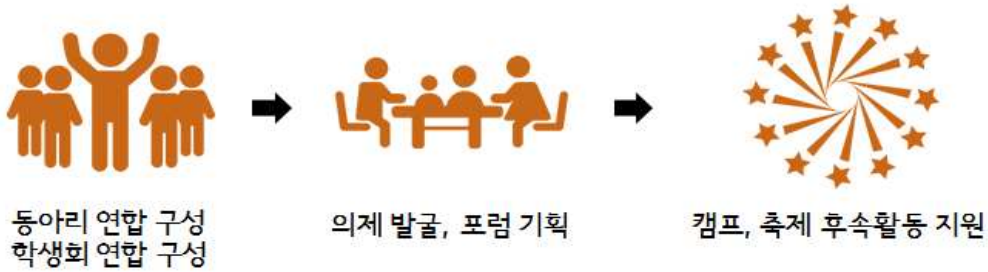 동아리 연합 구성
학생회 연합 구성
의제 발굴, 포럼 기획
캠프, 축제 후속활동 지원